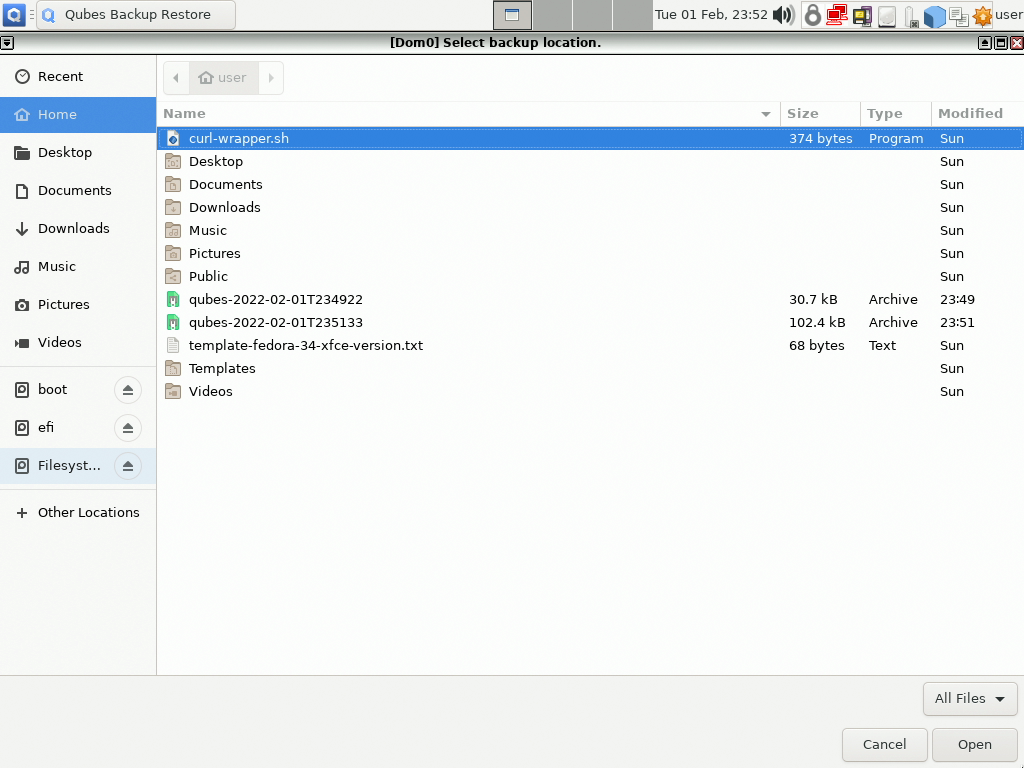 Qubes Backup Restore
Tue 01 Feb, 23:52
user
[Dom0] Select backup location.
Recent
Home
Desktop
Documents
Downloads
Music
Pictures
Videos
boot
efi
Filesyst...
Other Locations
user
Name Size Type Modified
curl-wrapper.sh 374 bytes Program Sun
Desktop Sun
Documents Sun
Downloads Sun
Music Sun
Pictures Sun
Public Sun
qubes-2022-02-01T234922 30.7 kB Archive 23:49
qubes-2022-02-01T235133 102.4 kB Archive 23:51
template-fedora-34-xfce-version.txt 68 bytes Text Sun
Templates Sun
Videos Sun
All Files
Cancel Open